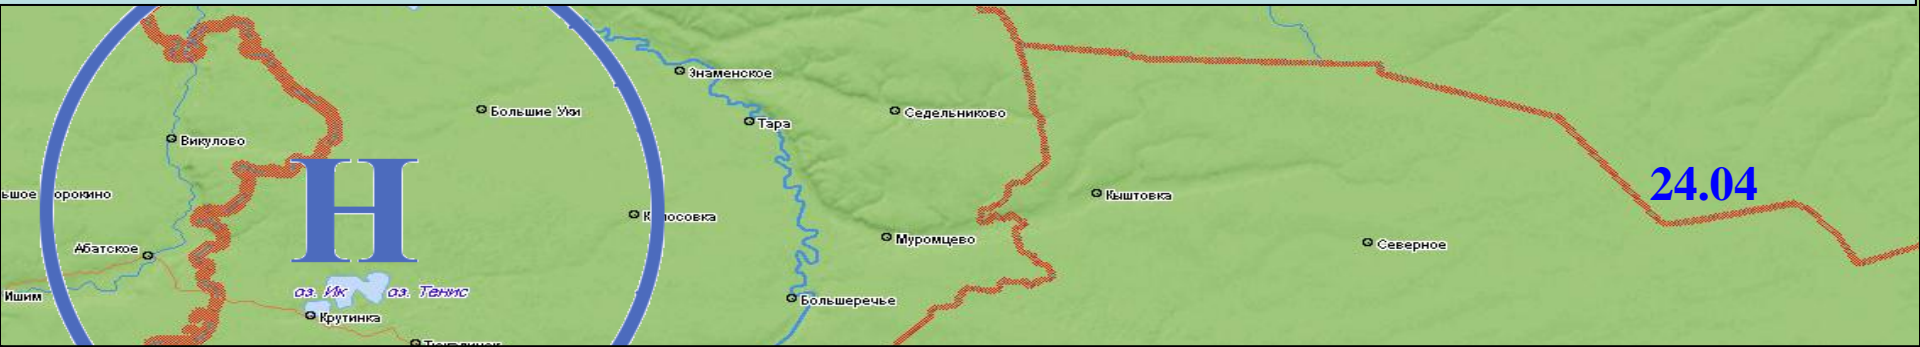 Знаменское
Большие Уки
Седельниково
Тара
Викулово
24.04
Н
Кыштовка
Муромцево
Северное
Абатское
оз. Ик
оз. Тенис
Ишим
Большеречье
Крутинка